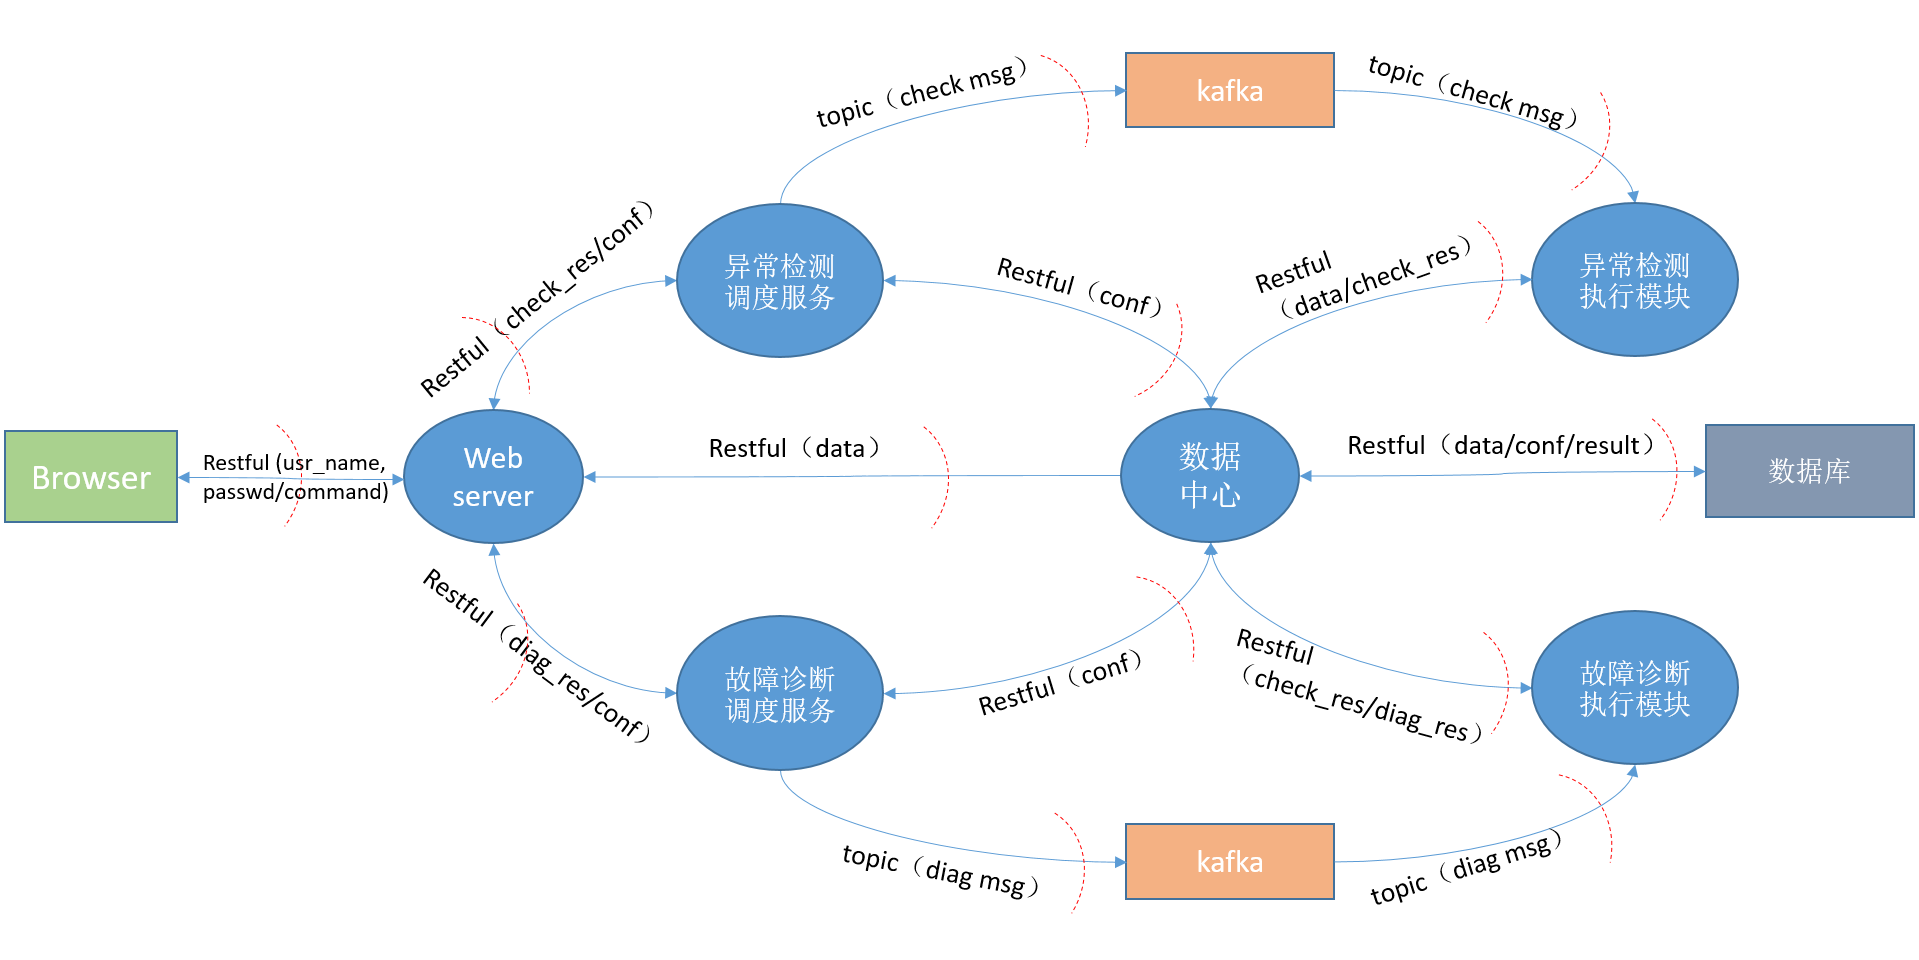 topic（check msg）
kafka
topic（check msg）
Restful（check_res/conf）
异常检测
调度服务
Restful（conf）
Restful
（data/check_res）
异常检测
执行模块
Browser
Restful (usr_name,
passwd/command)
Web
server
Restful（data）
数据
中心
Restful（data/conf/result）
数据库
Restful（diag_res/conf）
故障诊断
调度服务
Restful（conf）
Restful
（check_res/diag_res）
故障诊断
执行模块
topic（diag msg）
kafka
topic（diag msg）